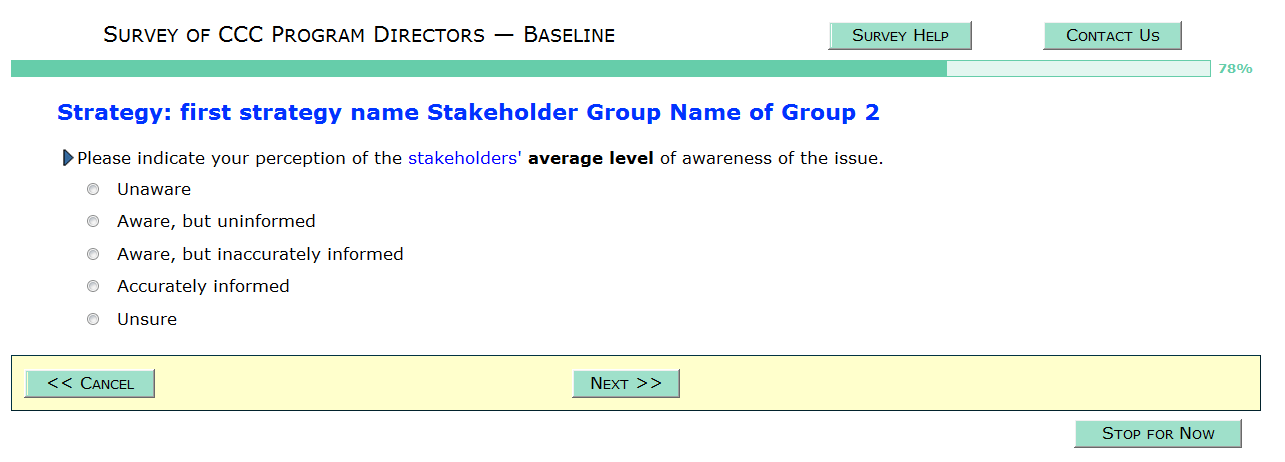 SURVEY OF CCC PROGRAM DIRECTORS — BASELINE
SURVEY HELP
CONTACT US
78%
Strategy: first strategy name Stakeholder Group Name of Group 2
Please indicate your perception of the stakeholders' average level of awareness of the issue.
Unaware
Aware, but uninformed
Aware, but inaccurately informed
Accurately informed
Unsure
<< CANCEL
NEXT >>
STOP FOR NOW